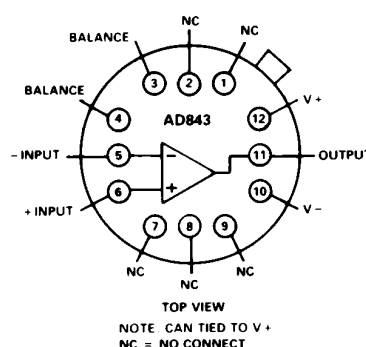 NC
BALANCE
NC
3
2
1
BALANCE
AD843
V+
4
12
-INPUT
5
-
11
OUTPUT
+INPUT
6
+
10
V-
7
8
9
NC
NC
NC
TOP VIEW
NOTE. CAN TIED TO V+
NC = NO CONNECT